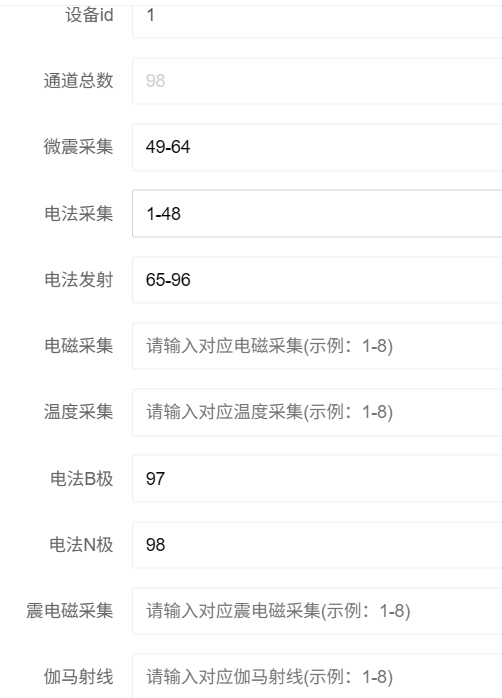 设备id 1
通道总数 98
微震采集 49-64
电法采集 1-48
电法发射 65-96
电磁采集 请输入对应电磁采集(示例：1-8)
温度采集 请输入对应温度采集(示例：1-8)
电法B极 97
电法N极 98
震电磁采集 请输入对应震电磁采集(示例：1-8)
伽马射线 请输入对应伽马射线(示例：1-8)